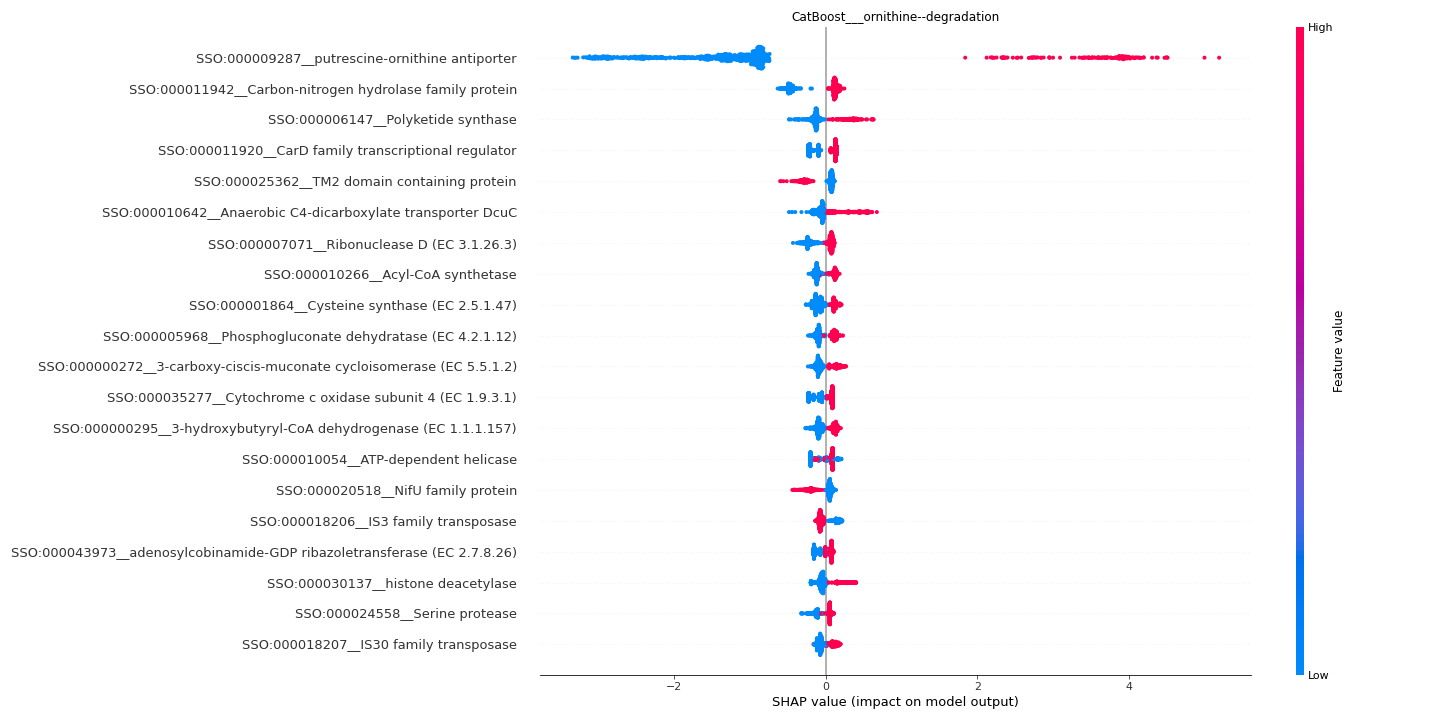 CatBoost___ornithine--degradation
High
SSO:000009287__putrescine-ornithine antiporter
SSO:000011942__Carbon-nitrogen hydrolase family protein
SSO:000006147__Polyketide synthase
SSO:000011920__CarD family transcriptional regulator
SSO:000025362__TM2 domain containing protein
SSO:000010642__Anaerobic C4-dicarboxylate transporter DcuC
SSO:000007071__Ribonuclease D (EC 3.1.26.3)
SSO:000010266__Acyl-CoA synthetase
SSO:000001864__Cysteine synthase (EC 2.5.1.47)
SSO:000005968__Phosphogluconate dehydratase (EC 4.2.1.12)
SSO:000000272__3-carboxy-ciscis-muconate cycloisomerase (EC 5.5.1.2)
SSO:000035277__Cytochrome c oxidase subunit 4 (EC 1.9.3.1)
SSO:000000295__3-hydroxybutyryl-CoA dehydrogenase (EC 1.1.1.157)
SSO:000010054__ATP-dependent helicase
SSO:000020518__NifU family protein
SSO:000018206__IS3 family transposase
SSO:000043973__adenosylcobinamide-GDP ribazoletransferase (EC 2.7.8.26)
SSO:000030137__histone deacetylase
SSO:000024558__Serine protease
SSO:000018207__IS30 family transposase
Feature value
Low
−2 0 2 4
SHAP value (impact on model output)